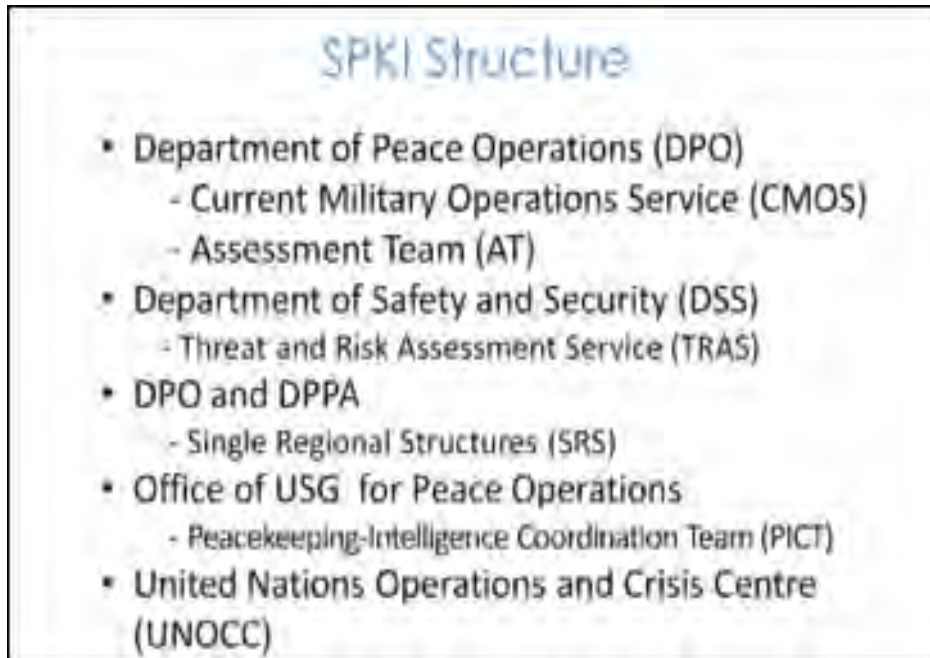 SPKI Structure
• Department of Peace Operations (DPO)
- Current Military Operations Service (CMOS)
- Assessment Team (AT)
• Department of Safety and Security (DSS)
- Threat and Risk Assessment Service (TRAS)
• DPO and DPPA
- Single Regional Structures (SRS)
• Office of USG for Peace Operations
- Peacekeeping-Intelligence Coordination Team (PICT)
• United Nations Operations and Crisis Centre
(UNOCC)